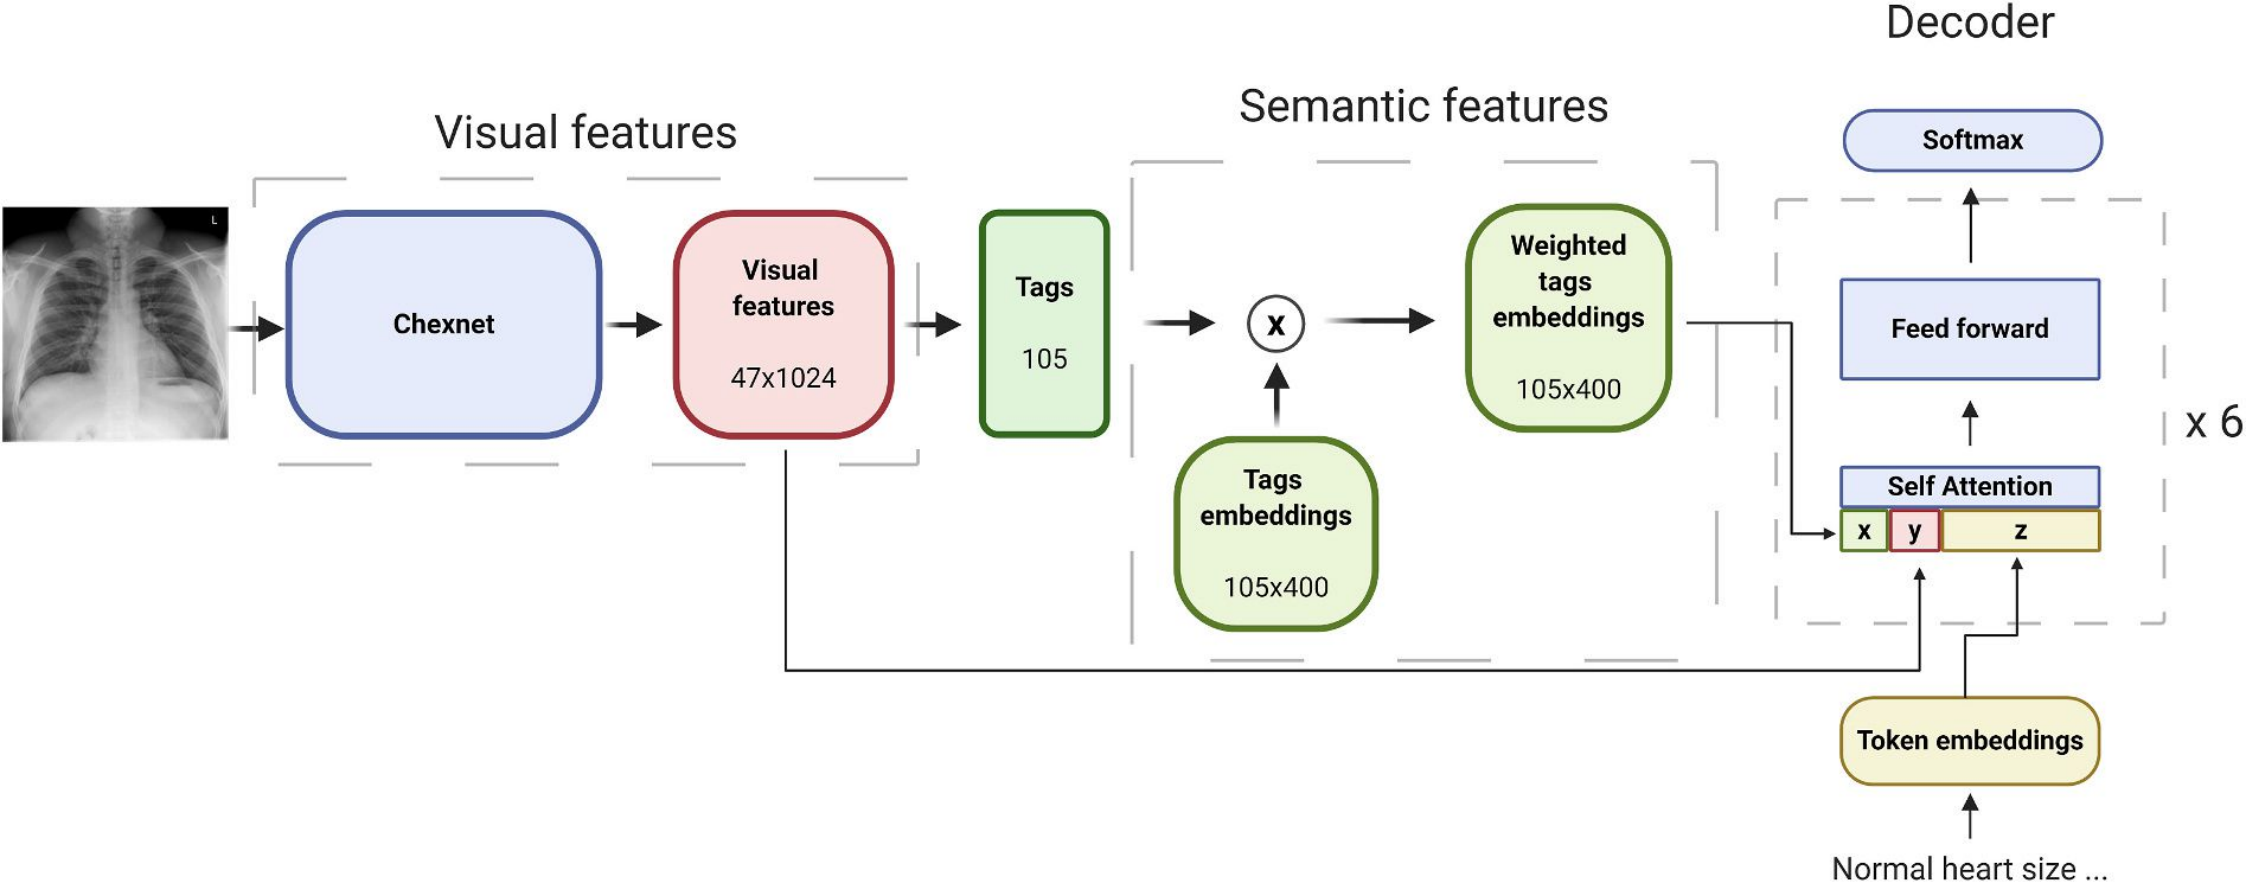 Decoder
Semantic features
Visual features
L
Chexnet
Visual
features
47x1024
Tags
105
x
Tags
embeddings
105x400
Weighted
tags
embeddings
105x400
Softmax
Feed forward
Self Attention
x y z
x 6
Token embeddings
Normal heart size ...